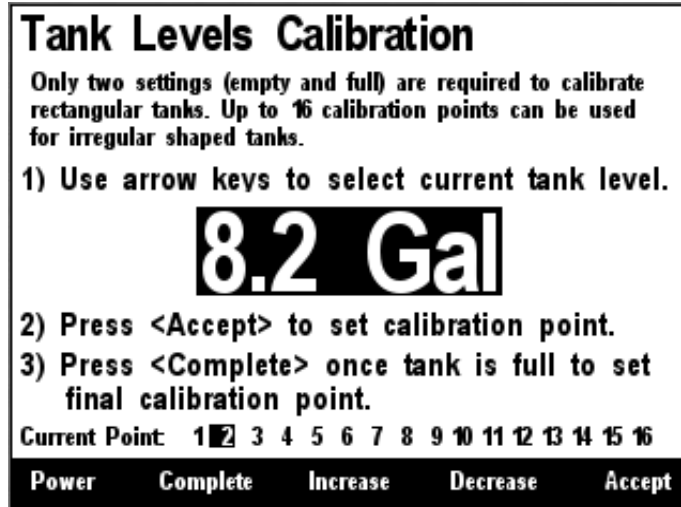 Tank Levels Calibration
Only two settings (empty and full) are required to calibrate
rectangular tanks. Up to 16 calibration points can be used
for irregular shaped tanks.
1) Use arrow keys to select current tank level.
8.2 Gal
2) Press <Accept> to set calibration point.
3) Press <Complete> once tank is full to set
final calibration point.
Current Point: 1 2 3 4 5 6 7 8 9 10 11 12 13 14 15 16
Power Complete Increase Decrease Accept